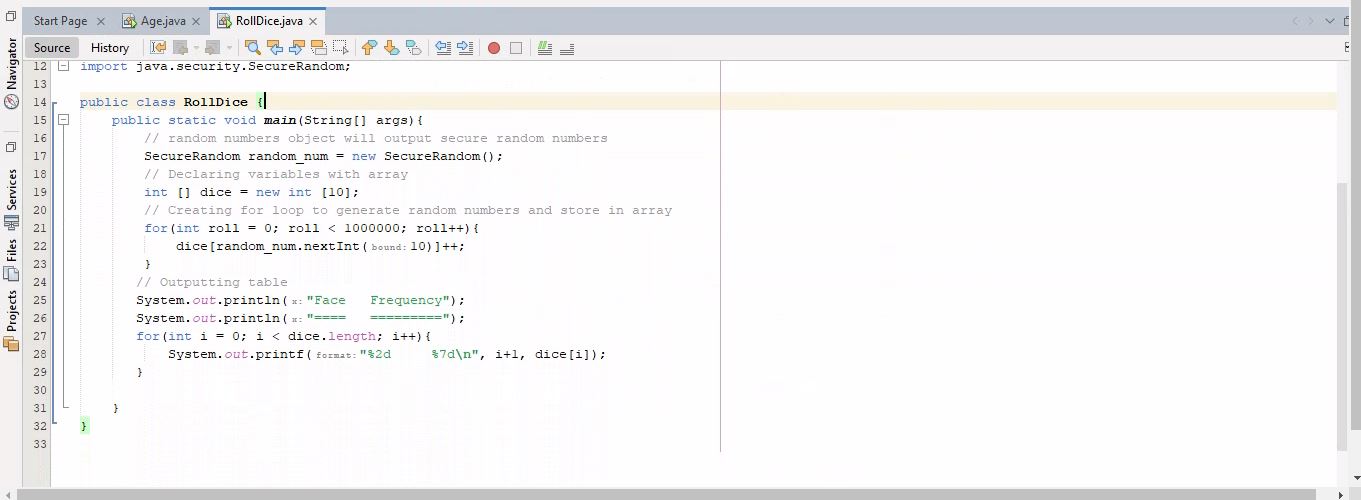 Start Page
Age.java
RollDice.java
Source History
Navigator
Services
Files
Projects
12 import java.security.SecureRandom;
13
14 public class RollDice {
15 public static void main(String[] args){
16 // random numbers object will output secure random numbers
17 SecureRandom random_num = new SecureRandom();
18 // Declaring variables with array
19 int [] dice = new int [10];
20 // Creating for loop to generate random numbers and store in array
21 for(int roll = 0; roll < 1000000; roll++){
22 dice[random_num.nextInt(bound:10)]++;
23 }
24 // Outputting table
25 System.out.println(x:"Face   Frequency");
26 System.out.println(x:"====   =========");
27 for(int i = 0; i < dice.length; i++){
28 System.out.printf(format:"%2d     %7d\n", i+1, dice[i]);
29 }
30
31 }
32 }
33